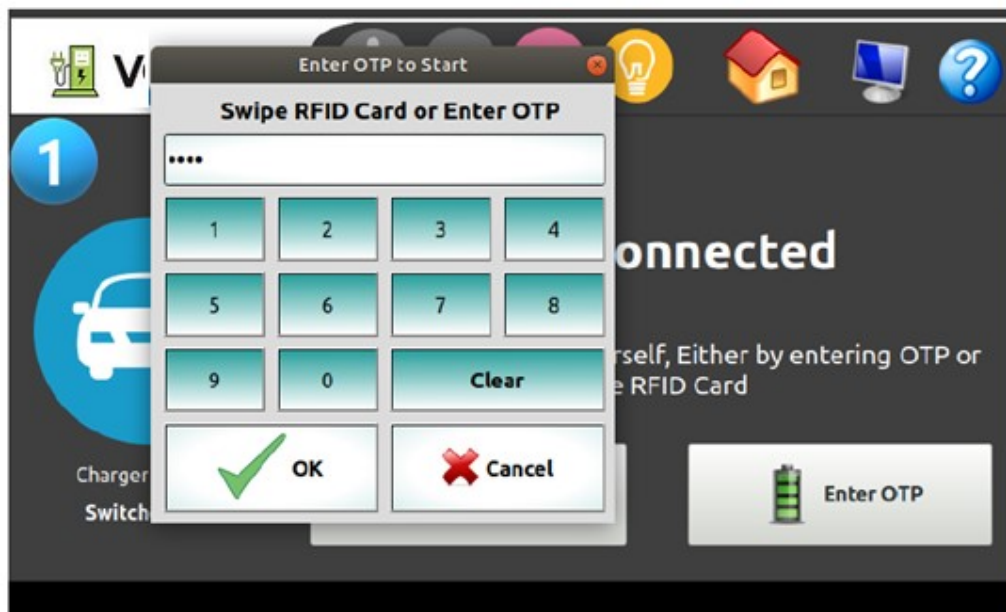 Enter OTP to Start
Swipe RFID Card or Enter OTP
••••
1
1 2 3 4
onnected
5 6 7 8
rself, Either by entering OTP or
RFID Card
9 0 Clear
OK Cancel
Charger
Switch
Enter OTP